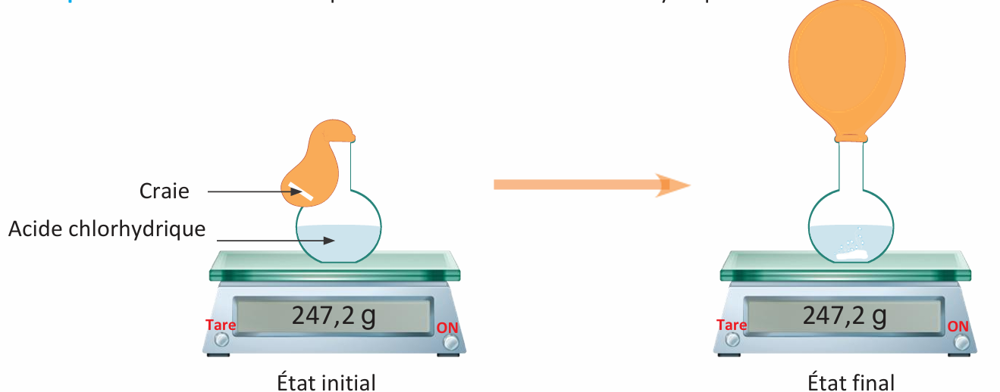 Craie
Acide chlorhydrique
247,2 g
Tare
ON
État initial
247,2 g
Tare
ON
État final